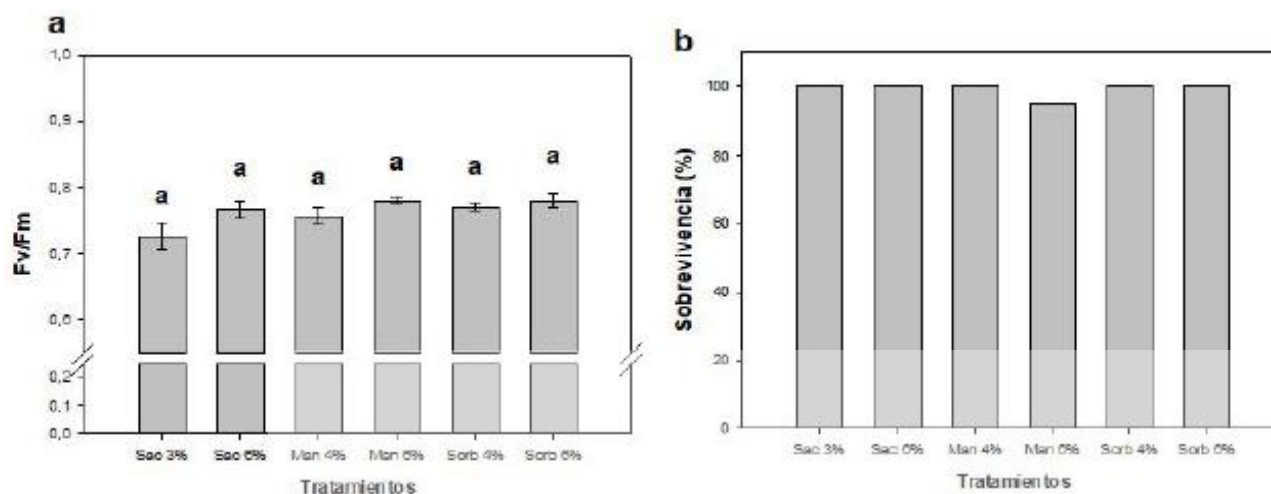 a
1,0
0,9
0,8
0,7
0,6
0,2
0,1
0,0
Fv/Fm
a a a a a a
Sac 3% Sac 6% Man 4% Man 6% Sorb 4% Sorb 6%
Tratamientos
b
100
80
60
40
20
0
Sobrevivencia (%)
Sac 3% Sac 6% Man 4% Man 6% Sorb 4% Sorb 6%
Tratamientos